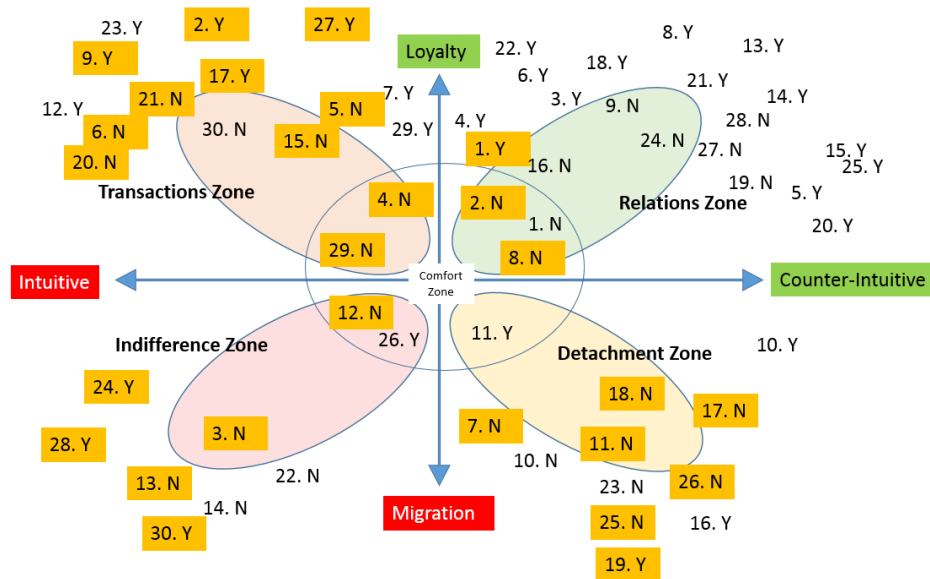 23. Y
2. Y
27. Y
8. Y
9. Y
Loyalty
22. Y
13. Y
17. Y
6. Y
18. Y
21. Y
12. Y
21. N
5. N
7. Y
3. Y
9. N
14. Y
6. N
30. N
15. N
29. Y
4. Y
28. N
20. N
1. Y
16. N
24. N
27. N
15. Y
25. Y
Transactions Zone
4. N
2. N
19. N
5. Y
Relations Zone
29. N
1. N
20. Y
8. N
Intuitive
Comfort
Zone
Counter-Intuitive
12. N
Indifference Zone
26. Y
11. Y
Detachment Zone
10. Y
24. Y
18. N
17. N
3. N
7. N
11. N
28. Y
10. N
13. N
22. N
23. N
26. N
14. N
Migration
25. N
16. Y
30. Y
19. Y